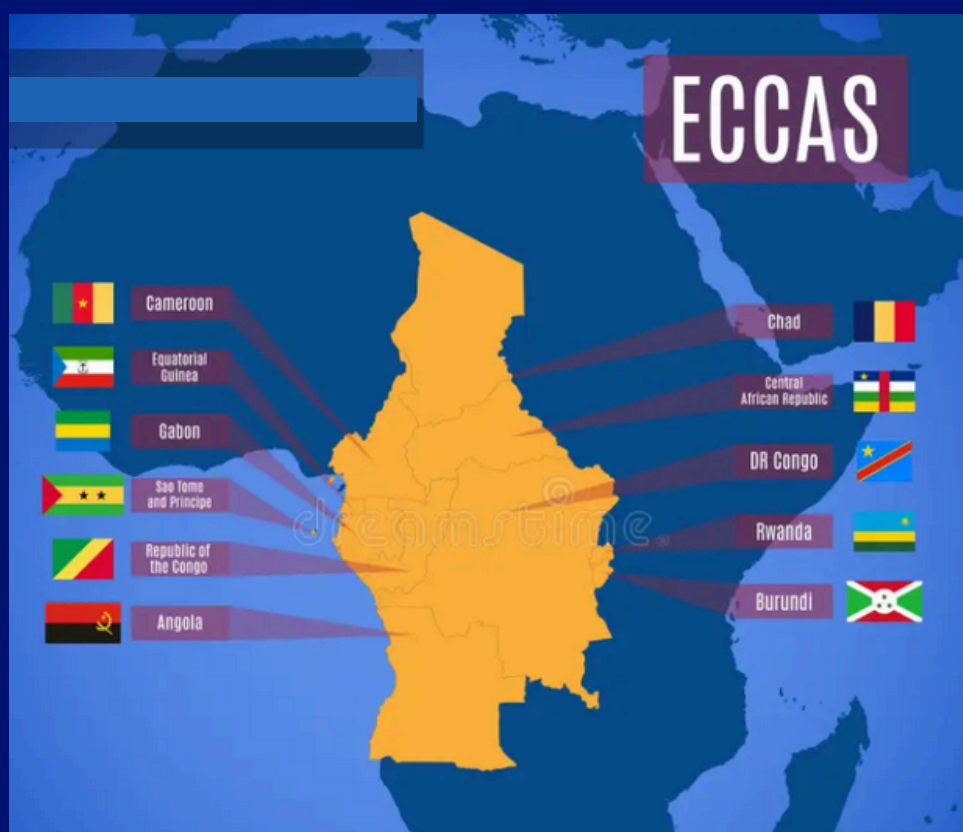 ECCAS
Cameroon
Equatorial
Guinea
Gabon
Sao Tome
and Principe
Republic of
the Congo
Angola
Chad
Central
African Republic
DR Congo
Rwanda
Burundi
dreamstime.